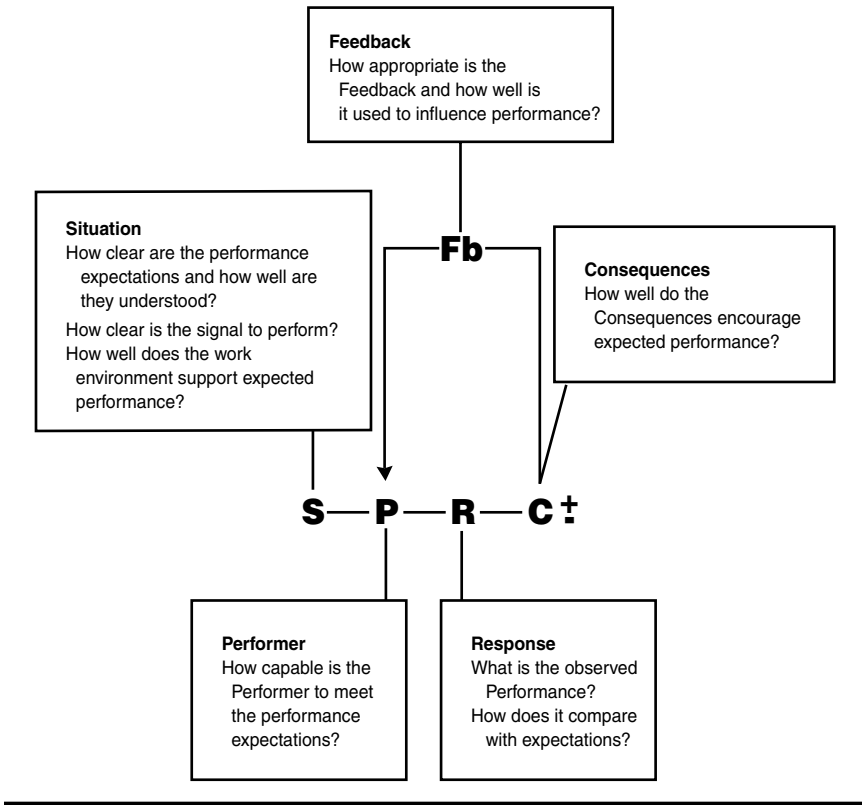 Feedback
How appropriate is the
Feedback and how well is
it used to influence performance?
Situation
How clear are the performance
expectations and how well are
they understood?
How clear is the signal to perform?
How well does the work
environment support expected
performance?
Fb
Consequences
How well do the
Consequences encourage
expected performance?
S P R C ±
Performer
How capable is the
Performer to meet
the performance
expectations?
Response
What is the observed
Performance?
How does it compare
with expectations?